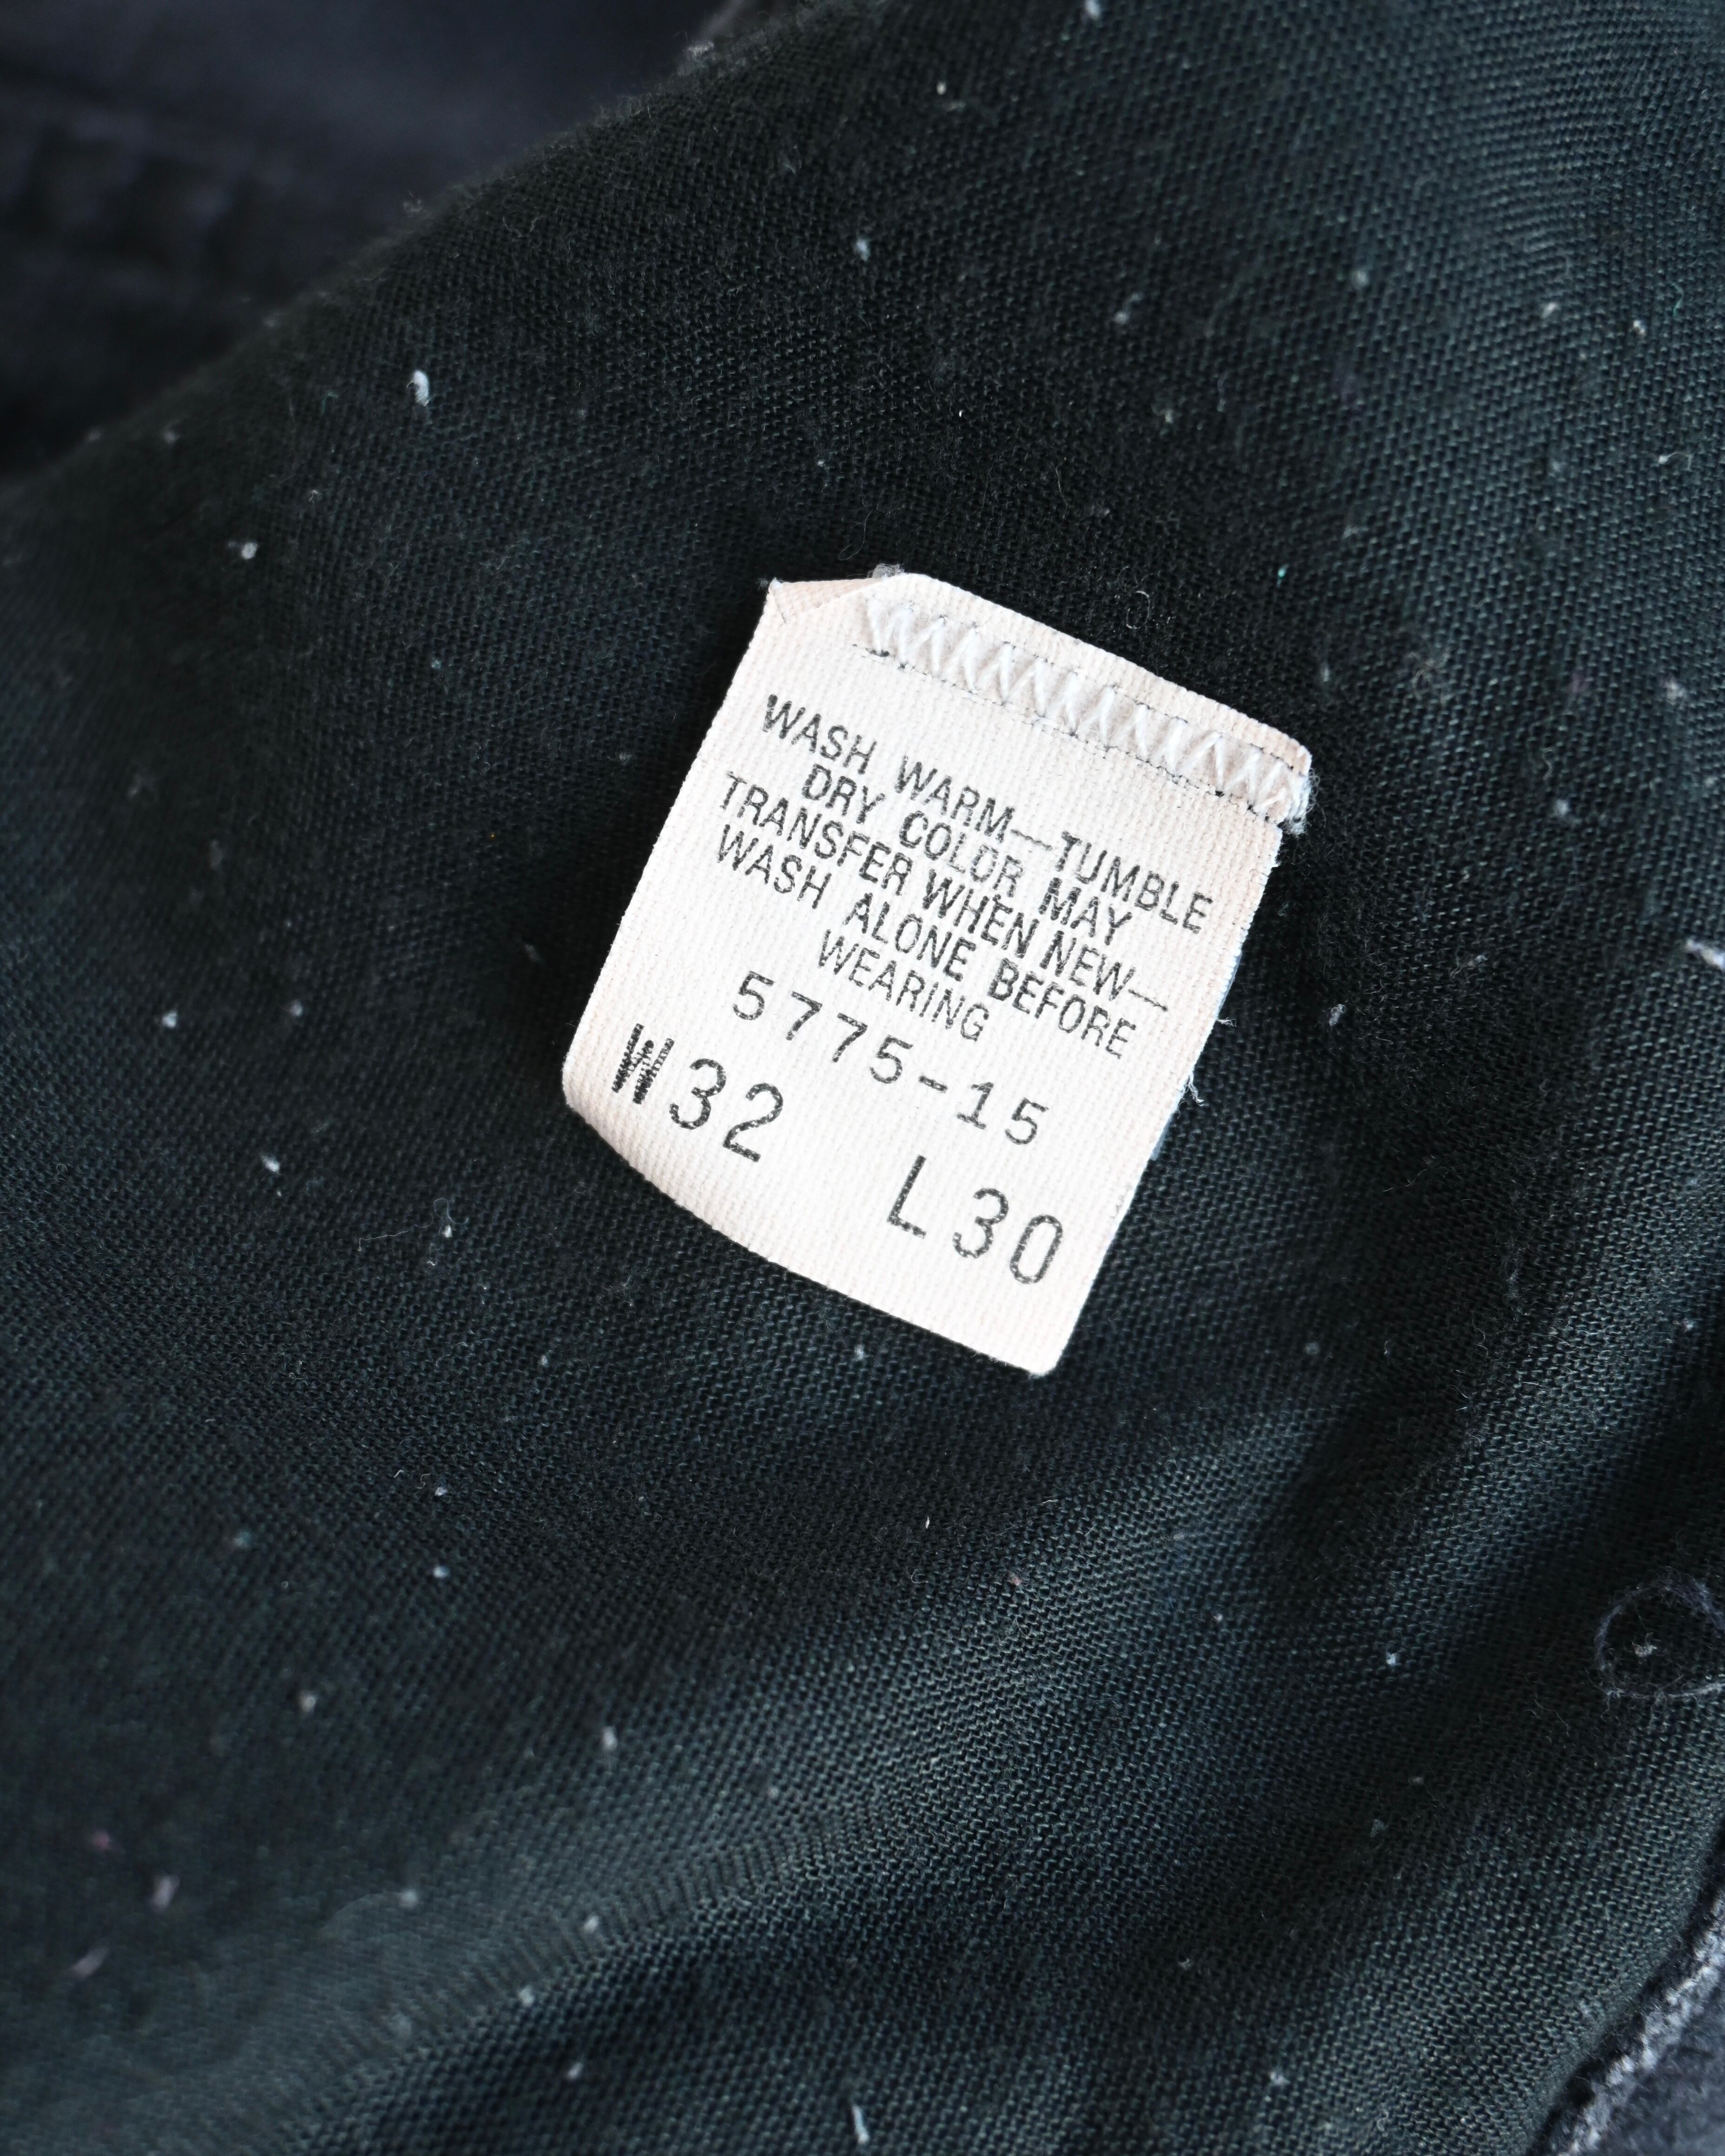 WASH WARM—TUMBLE
DRY COLOR MAY
TRANSFER WHEN NEW—
WASH ALONE BEFORE
WEARING
5775-15
W32 L30